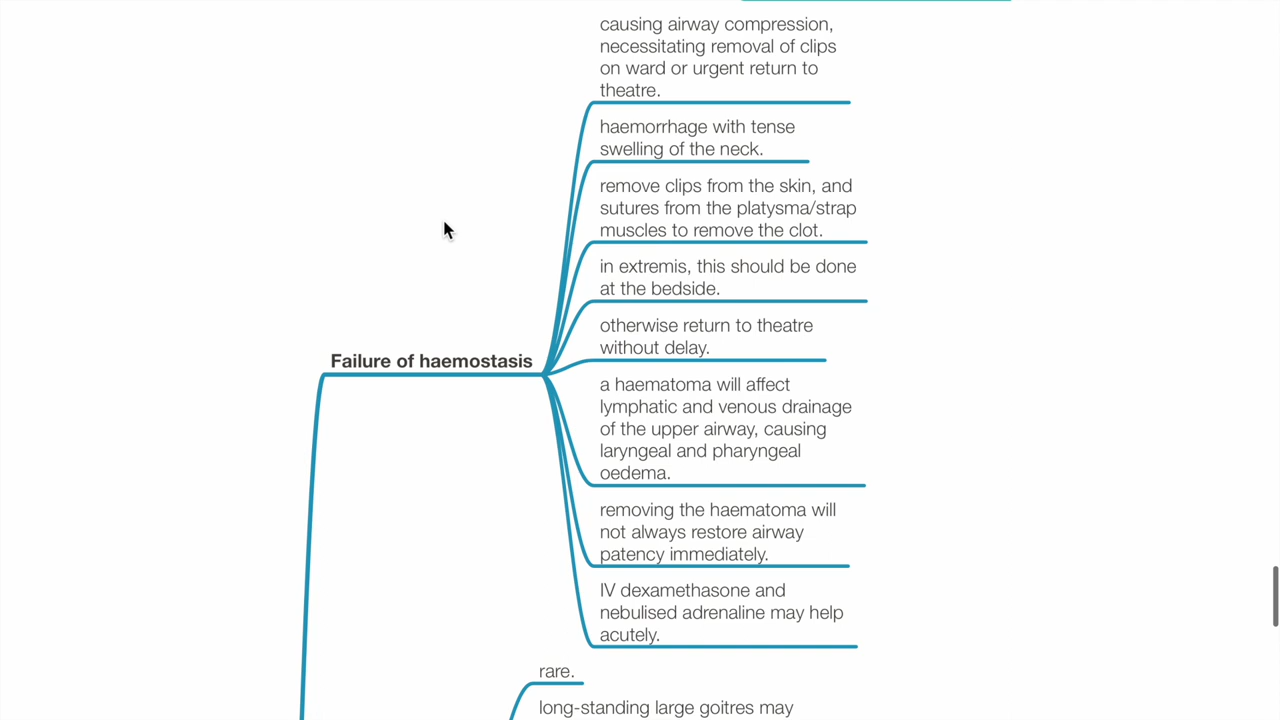 causing airway compression,
necessitating removal of clips
on ward or urgent return to
theatre.
haemorrhage with tense
swelling of the neck.
remove clips from the skin, and
sutures from the platysma/strap
muscles to remove the clot.
in extremis, this should be done
at the bedside.
otherwise return to theatre
without delay.
Failure of haemostasis
a haematoma will affect
lymphatic and venous drainage
of the upper airway, causing
laryngeal and pharyngeal
oedema.
removing the haematoma will
not always restore airway
patency immediately.
IV dexamethasone and
nebulised adrenaline may help
acutely.
rare.
long-standing large goitres may